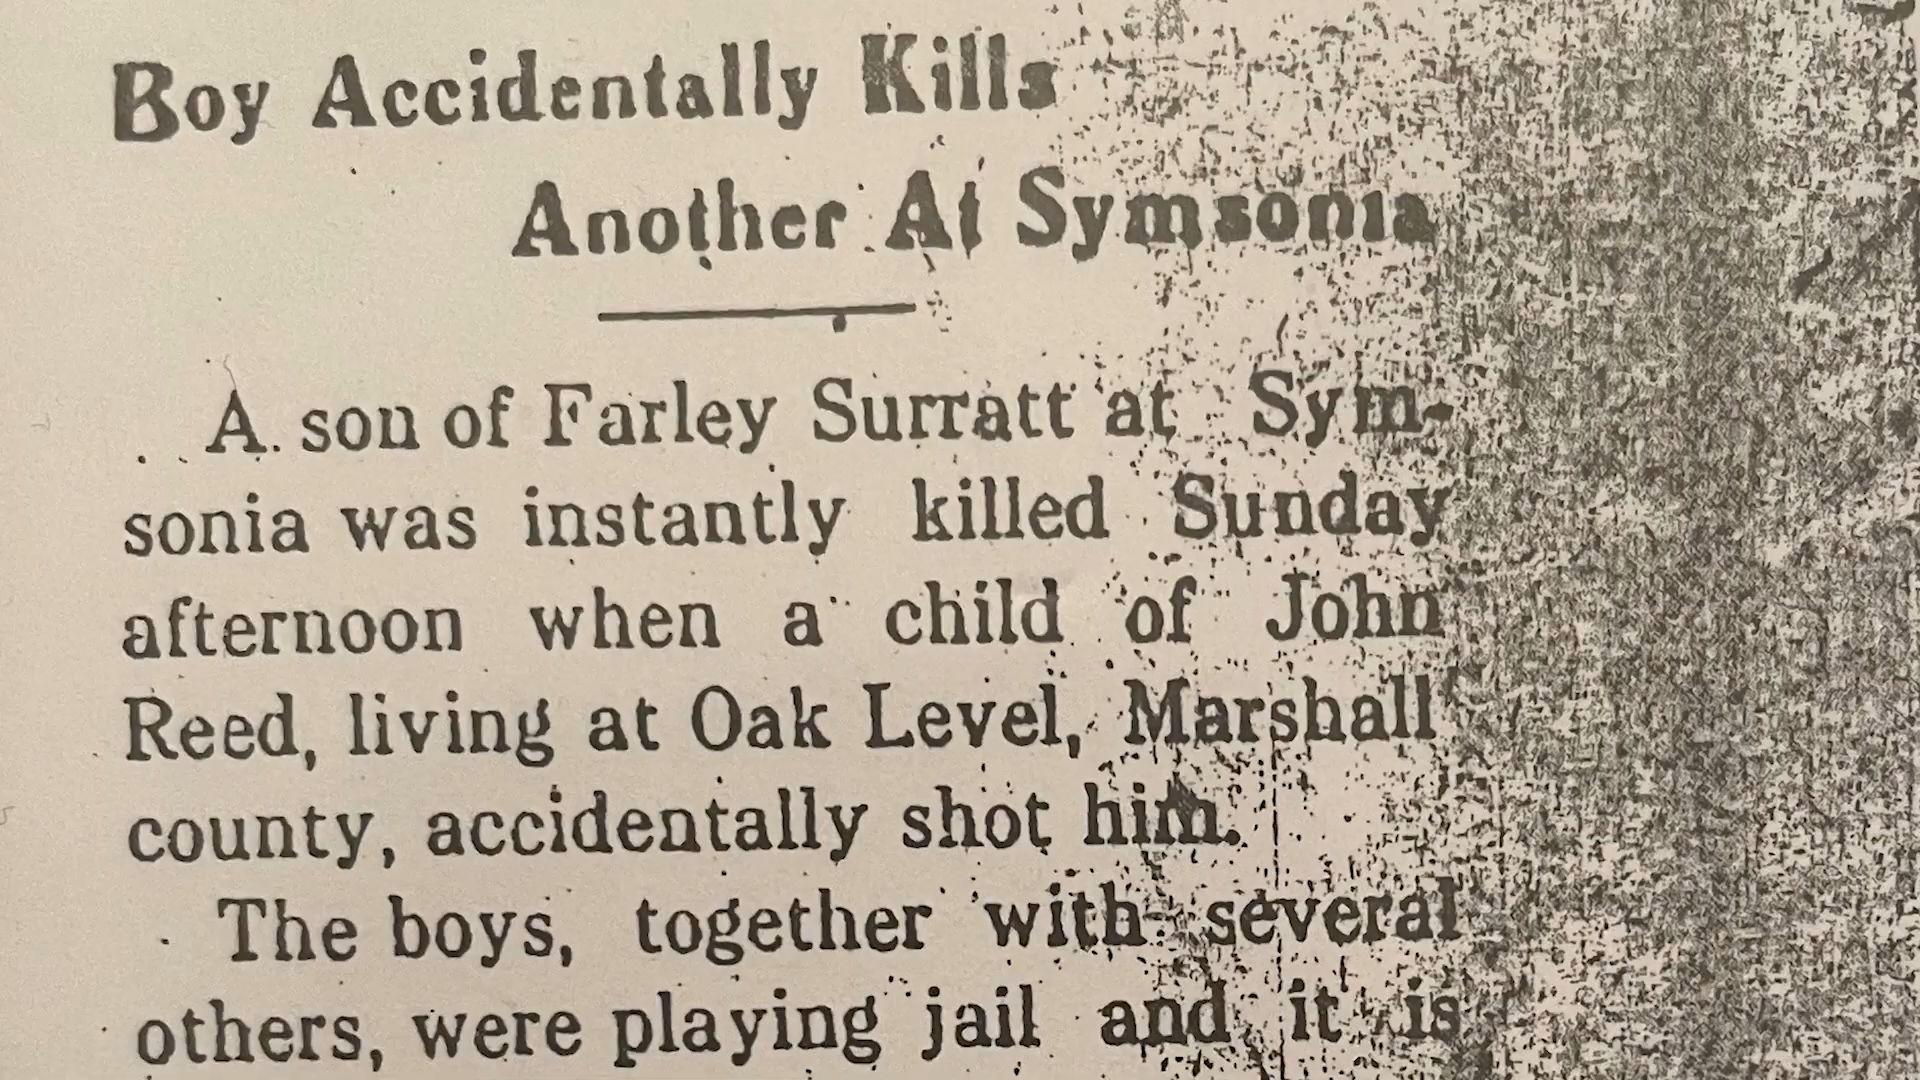 Boy Accidentally Kills
Another At Symsonia
A son of Farley Surratt at Sym-
sonia was instantly killed Sunday
afternoon when a child of John
Reed, living at Oak Level, Marshall
county, accidentally shot him.
The boys, together with several
others, were playing jail and it is